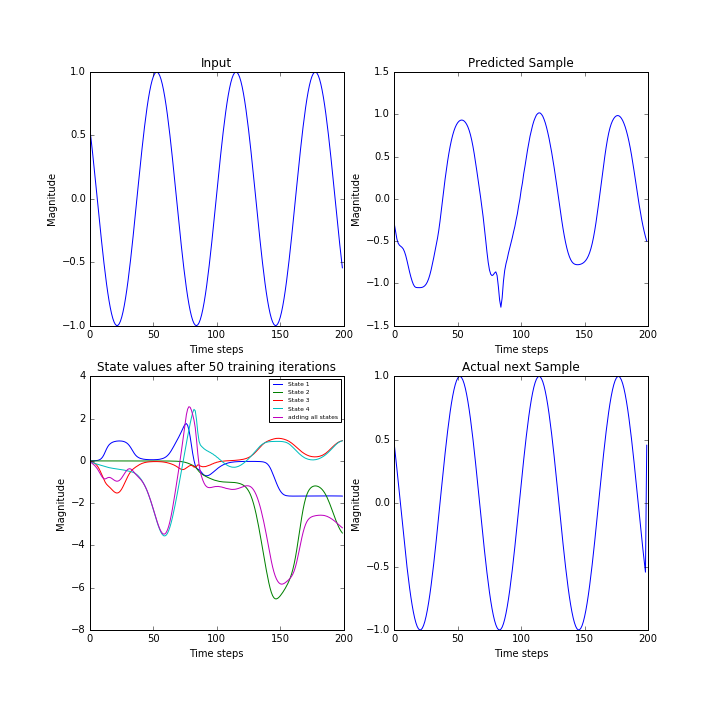 Input
1.0
0.5
0.0
−0.5
−1.0
Magnitude
0 50 100 150 200
Time steps
Predicted Sample
1.5
1.0
0.5
0.0
−0.5
−1.0
−1.5
Magnitude
0 50 100 150 200
Time steps
State values after 50 training iterations
4
2
0
−2
−4
−6
−8
Magnitude
State 1
State 2
State 3
State 4
adding all states
0 50 100 150 200
Time steps
Actual next Sample
1.0
0.5
0.0
−0.5
−1.0
Magnitude
0 50 100 150 200
Time steps